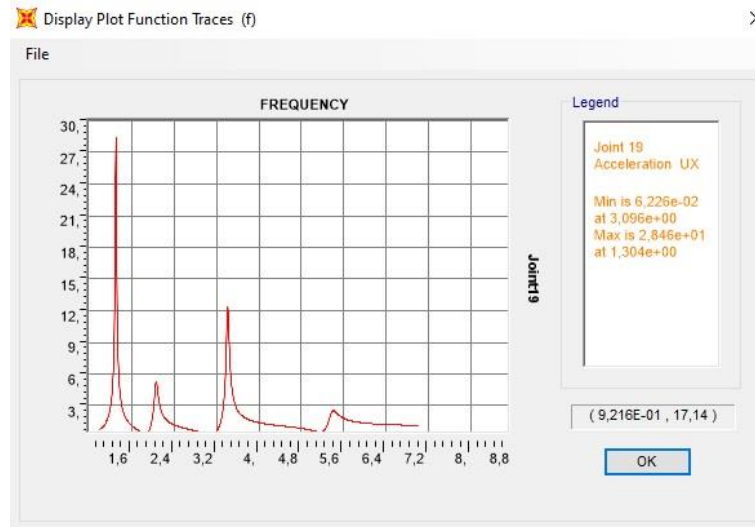 Display Plot Function Traces (f)
File
FREQUENCY
30,
27,
24,
21,
18,
15,
12,
9,
6,
3,
1,6 2,4 3,2 4, 4,8 5,6 6,4 7,2 8, 8,8
Joint19
Legend
Joint 19
Acceleration UX
Min is 6,226e-02
at 3,096e+00
Max is 2,846e+01
at 1,304e+00
( 9,216E-01 , 17,14 )
OK